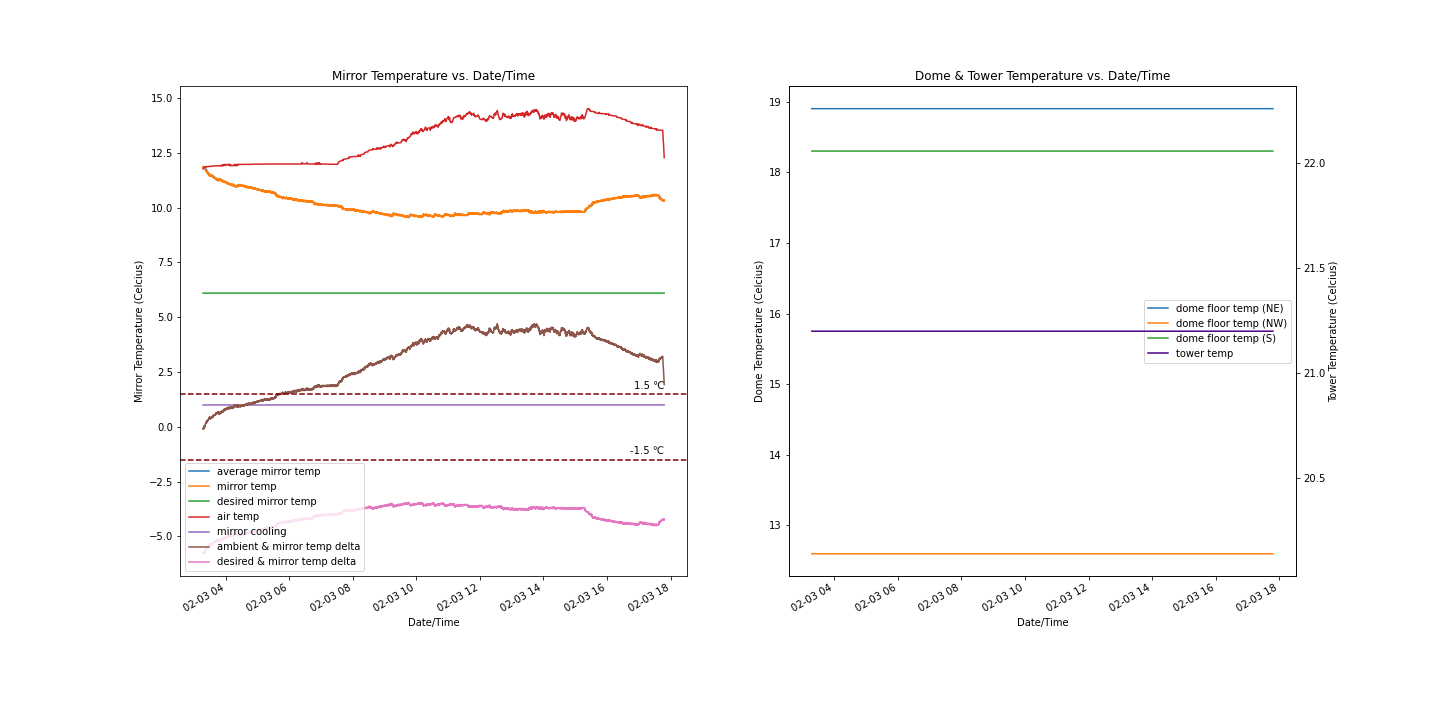 Mirror Temperature vs. Date/Time
15.0
12.5
10.0
7.5
5.0
2.5
0.0
−2.5
−5.0
Mirror Temperature (Celcius)
1.5 °C
-1.5 °C
average mirror temp
mirror temp
desired mirror temp
air temp
mirror cooling
ambient & mirror temp delta
desired & mirror temp delta
02-03 04
02-03 06
02-03 08
02-03 10
02-03 12
02-03 14
02-03 16
02-03 18
Date/Time
Dome & Tower Temperature vs. Date/Time
19
18
17
16
15
14
13
Dome Temperature (Celcius)
22.0
21.5
21.0
20.5
Tower Temperature (Celcius)
dome floor temp (NE)
dome floor temp (NW)
dome floor temp (S)
tower temp
02-03 04
02-03 06
02-03 08
02-03 10
02-03 12
02-03 14
02-03 16
02-03 18
Date/Time